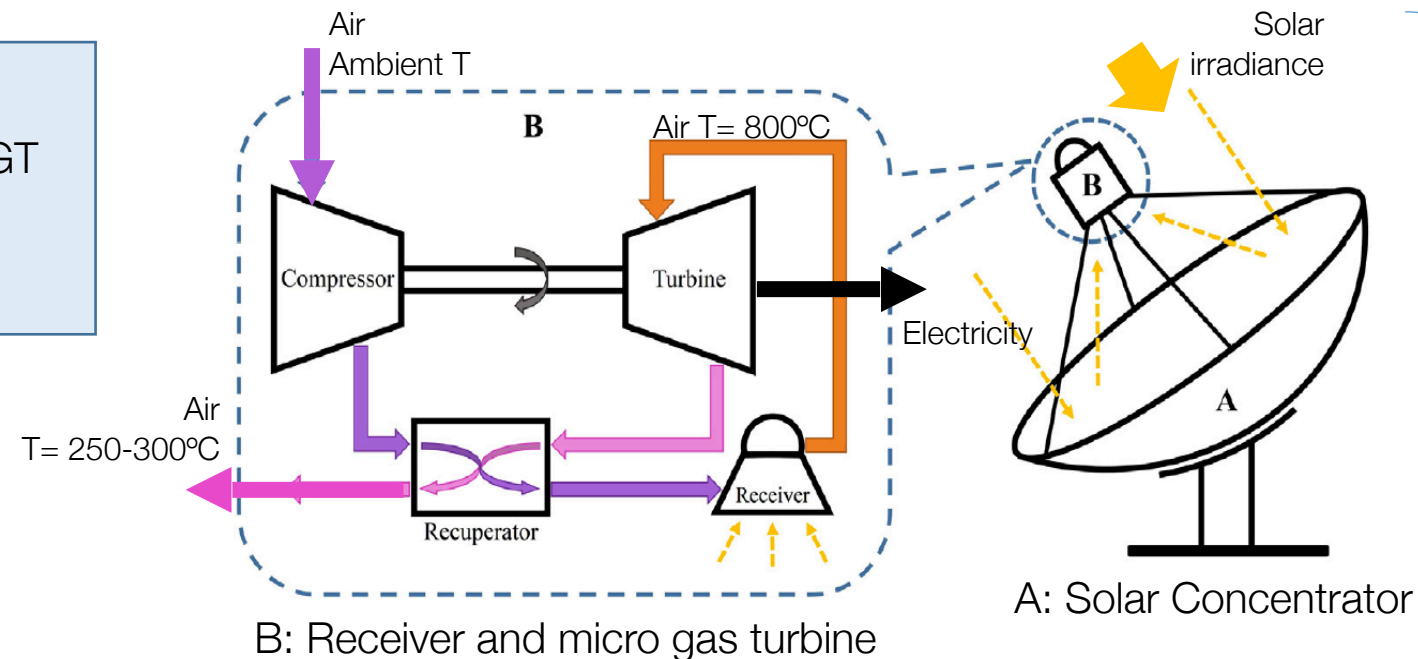 Air
Ambient T
Solar
irradiance
GT
B
Air T= 800ºC
B
Compressor
Turbine
Electricity
A
Air
T= 250-300ºC
Receiver
Recuperator
A: Solar Concentrator
B: Receiver and micro gas turbine